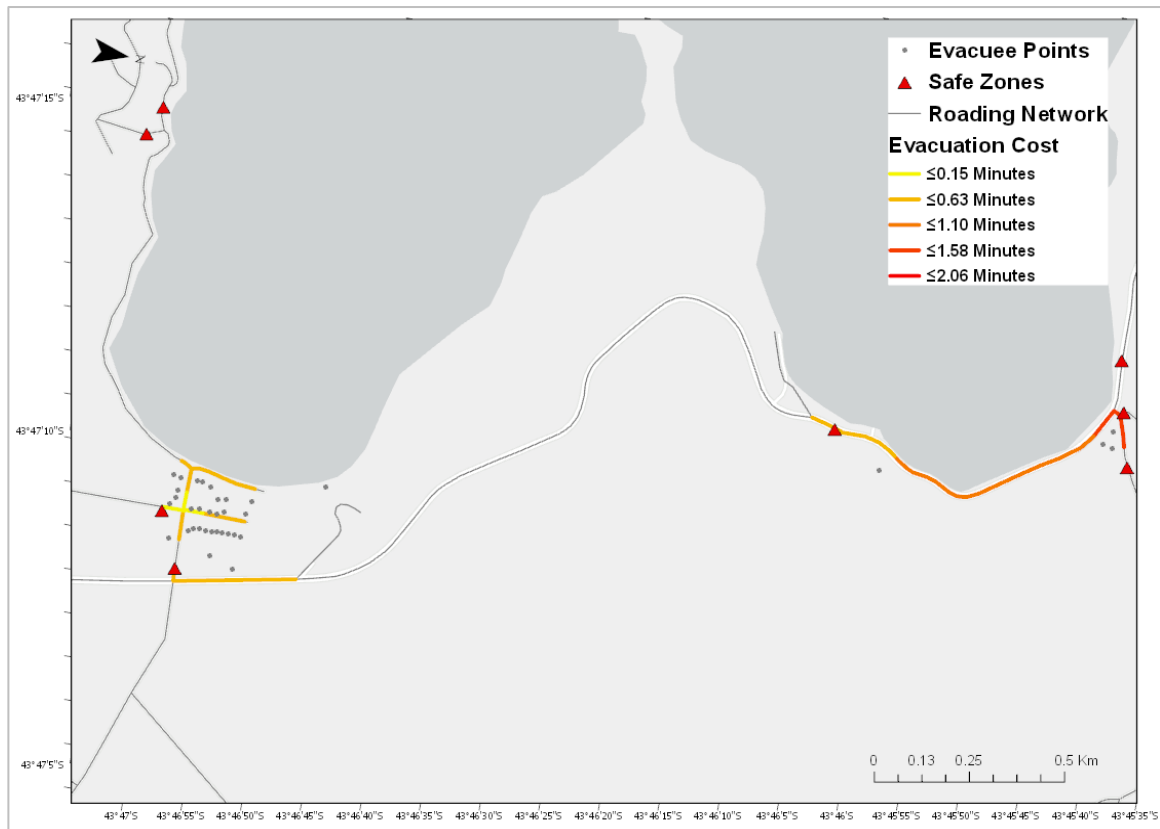 N
Evacuee Points
Safe Zones
Roading Network
Evacuation Cost
≤0.15 Minutes
≤0.63 Minutes
≤1.10 Minutes
≤1.58 Minutes
≤2.06 Minutes
43°47'15"S
43°47'10"S
43°47'5"S
0 0.13 0.25 0.5 Km
43°47'S 43°46'55"S 43°46'50"S 43°46'45"S 43°46'40"S 43°46'35"S 43°46'30"S 43°46'25"S 43°46'20"S 43°46'15"S 43°46'10"S 43°46'5"S 43°46'S 43°45'55"S 43°45'50"S 43°45'45"S 43°45'40"S 43°45'35"S